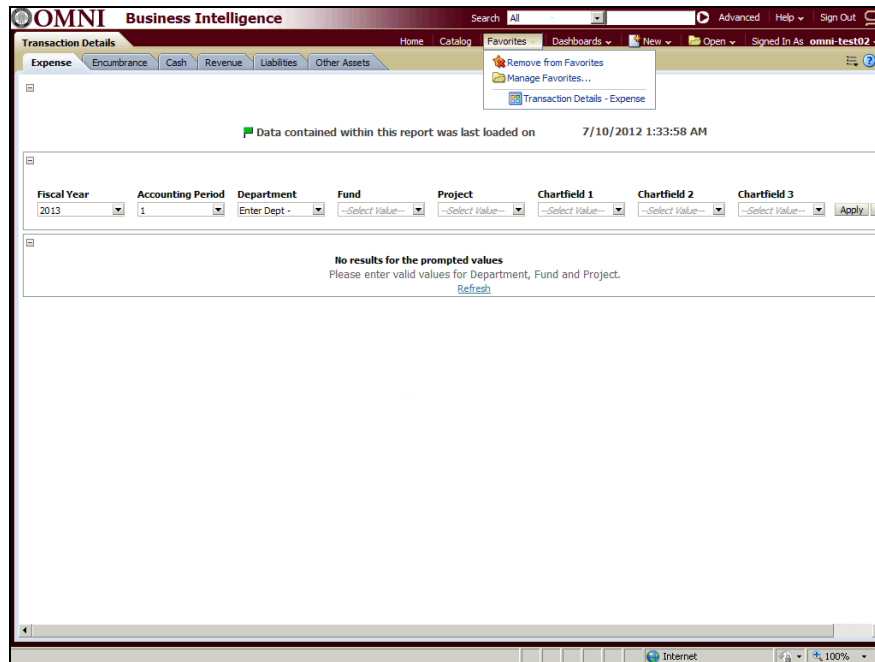 OMNI Business Intelligence Search All Advanced Help Sign Out
Transaction Details Home Catalog Favorites Dashboards New Open Signed In As omni-test02
Expense Encumbrance Cash Revenue Liabilities Other Assets
Remove from Favorites
Manage Favorites...
Transaction Details - Expense
Data contained within this report was last loaded on 7/10/2012 1:33:58 AM
Fiscal Year Accounting Period Department Fund Project Chartfield 1 Chartfield 2 Chartfield 3
2013 1 Enter Dept - --Select Value-- --Select Value-- --Select Value-- --Select Value-- --Select Value-- Apply
No results for the prompted values
Please enter valid values for Department, Fund and Project.
Refresh
Internet 100%